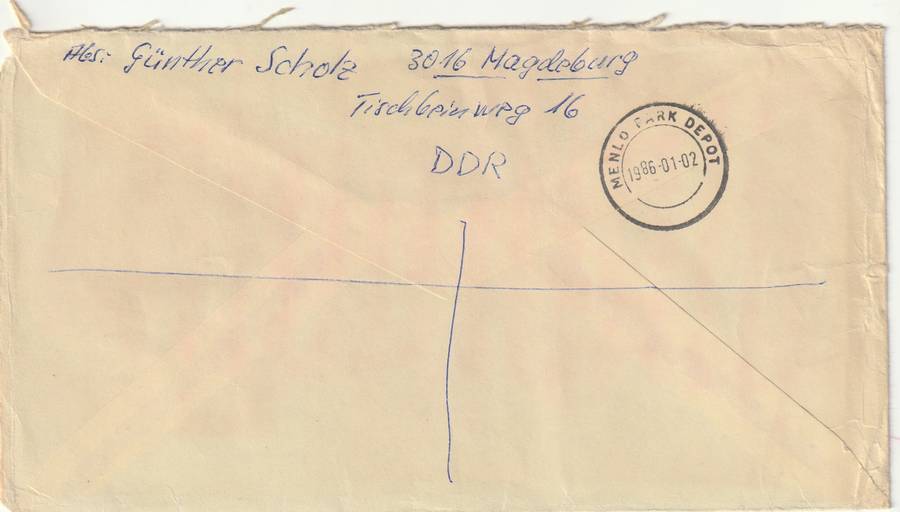 Abs: Günther Scholz 3016 Magdeburg
Tischbeinweg 16
DDR
MENLO PARK DEPOT
1986-01-02